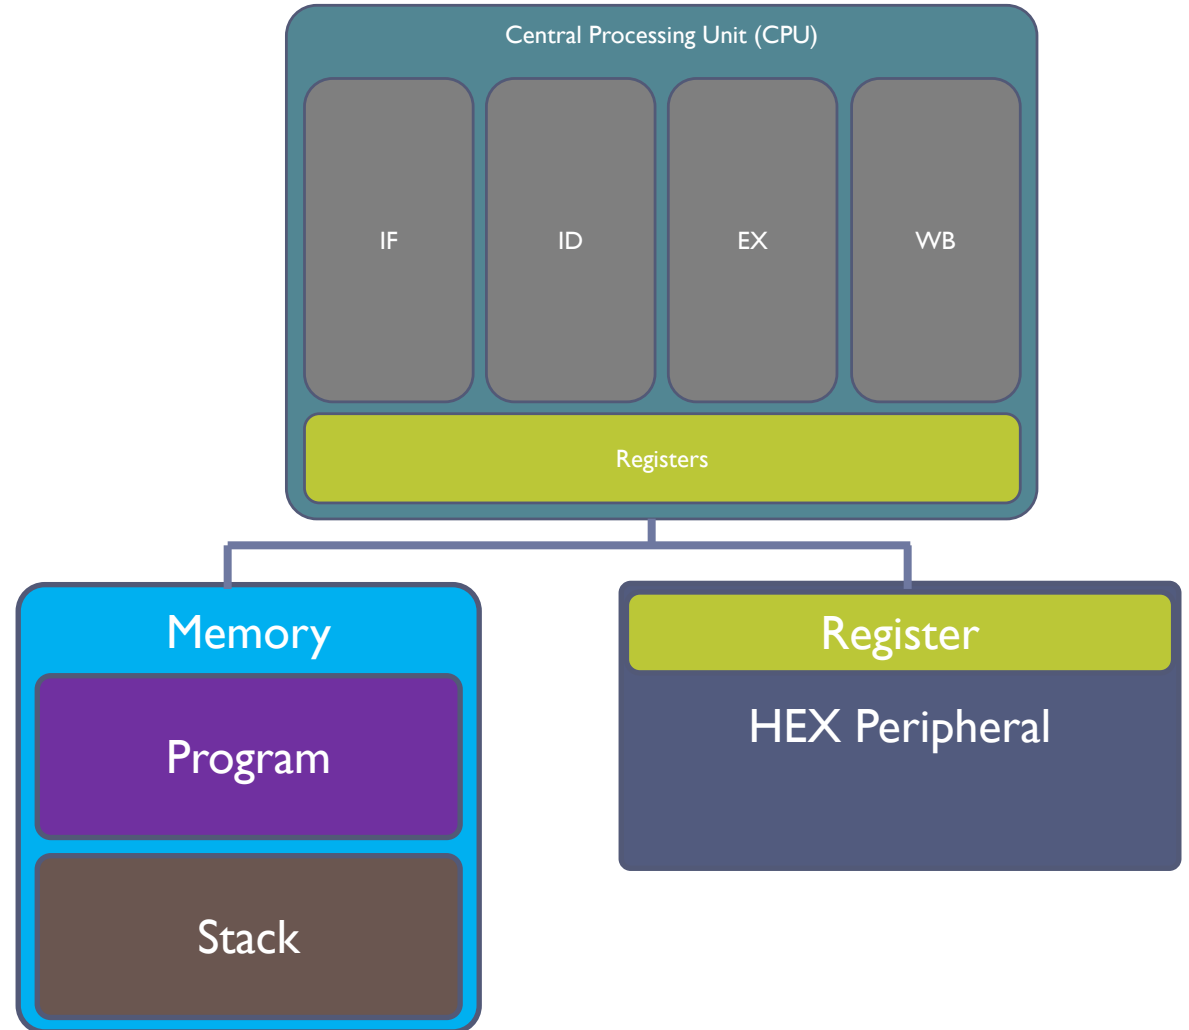 Central Processing Unit (CPU)
IF
ID
EX
WB
Registers
Memory
Program
Stack
Register
HEX Peripheral